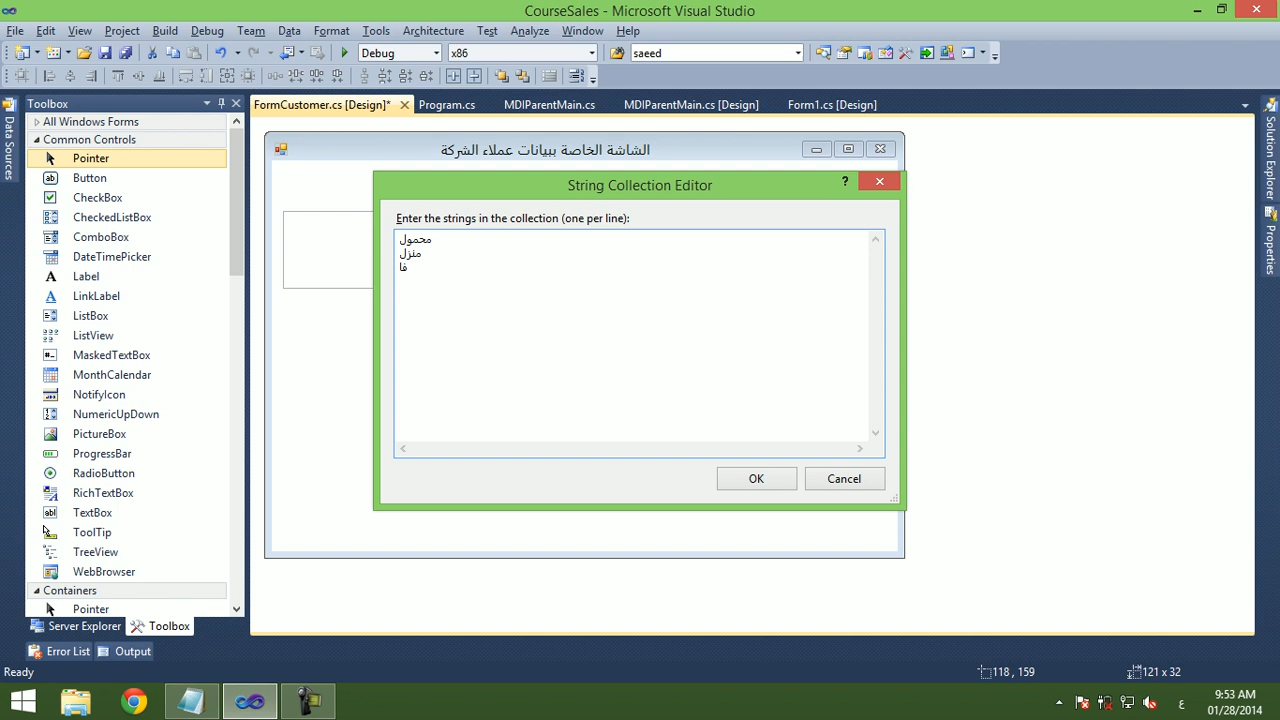 CourseSales - Microsoft Visual Studio
File Edit View Project Build Debug Team Data Format Tools Architecture Test Analyze Window Help
Debug x86 saeed
Toolbox
FormCustomer.cs [Design]* Program.cs MDIParentMain.cs MDIParentMain.cs [Design] Form1.cs [Design]
Data Sources
All Windows Forms
Common Controls
Pointer
Button
CheckBox
CheckedListBox
ComboBox
DateTimePicker
Label
LinkLabel
ListBox
ListView
MaskedTextBox
MonthCalendar
NotifyIcon
NumericUpDown
PictureBox
ProgressBar
RadioButton
RichTextBox
TextBox
ToolTip
TreeView
WebBrowser
Containers
Pointer
Server Explorer Toolbox
الشاشة الخاصة ببيانات عملاء الشركة
String Collection Editor
?
Enter the strings in the collection (one per line):
محمول
منزل
فا
OK Cancel
Solution Explorer
Properties
Error List Output
Ready 118 , 159 121 x 32
ع
9:53 AM
01/28/2014